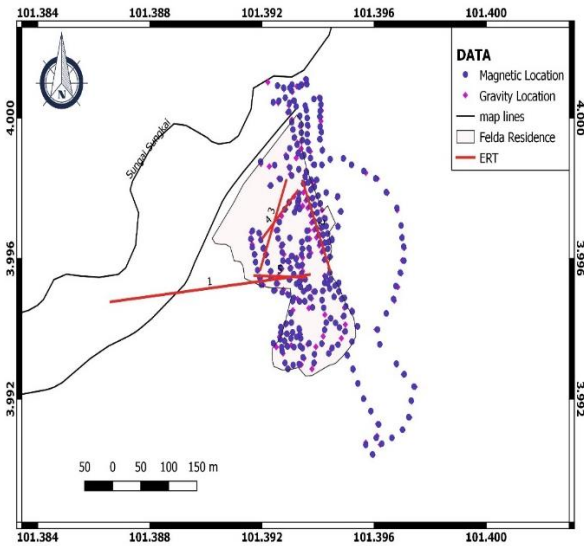 101.384 101.388 101.392 101.396 101.400
N
4.000
3.996
3.992
Sungai Sungkai
DATA
Magnetic Location
Gravity Location
map lines
Felda Residence
ERT
4.000
3.996
3.992
4 3
1
50 0 50 100 150 m
101.384 101.388 101.392 101.396 101.400